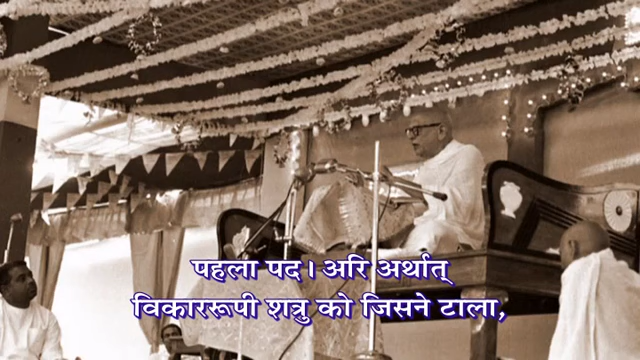 पहला पद। अरि अर्थात्
विकाररूपी शत्रु को जिसने टाला,